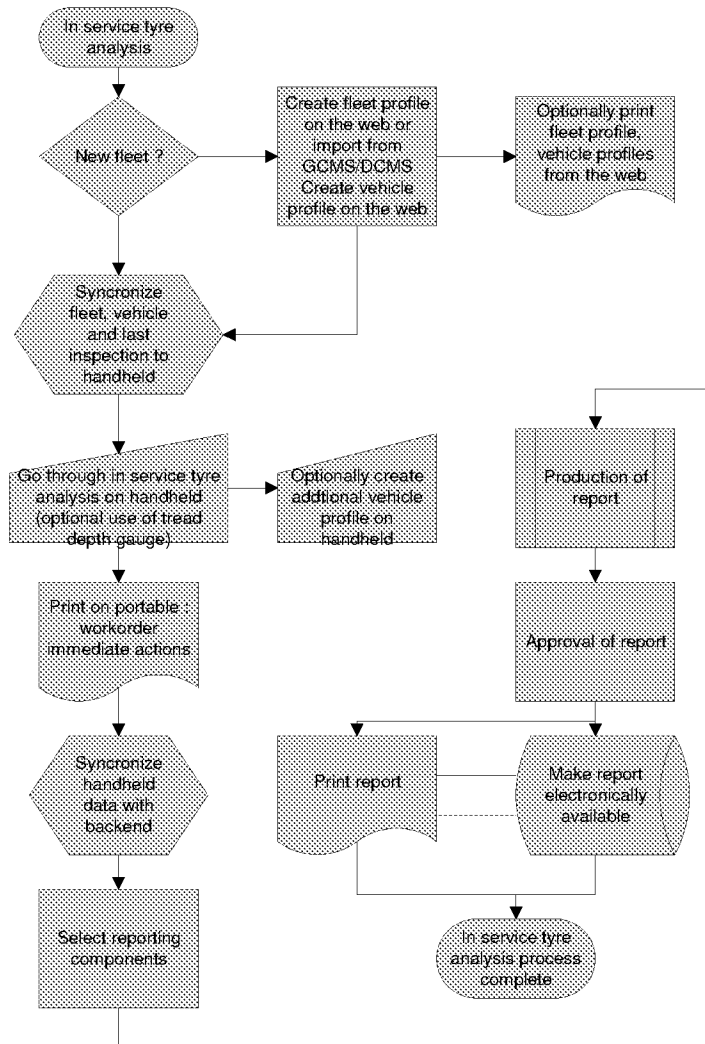 In service tyre
analysis
New fleet ?
Create fleet profile
on the web or
import from
GCMS/DCMS
Create vehicle
profile on the web
Optionally print
fleet profile,
vehicle profiles
from the web
Syncronize
fleet, vehicle
and last
inspection to
handheld
Go through in service tyre
analysis on handheld
(optional use of tread
depth gauge)
Optionally create
addtional vehicle
profile on
handheld
Print on portable :
workorder
immediate actions
Syncronize
handheld
data with
backend
Select reporting
components
Production of
report
Approval of report
Print report
Make report
electronically
available
In service tyre
analysis process
complete